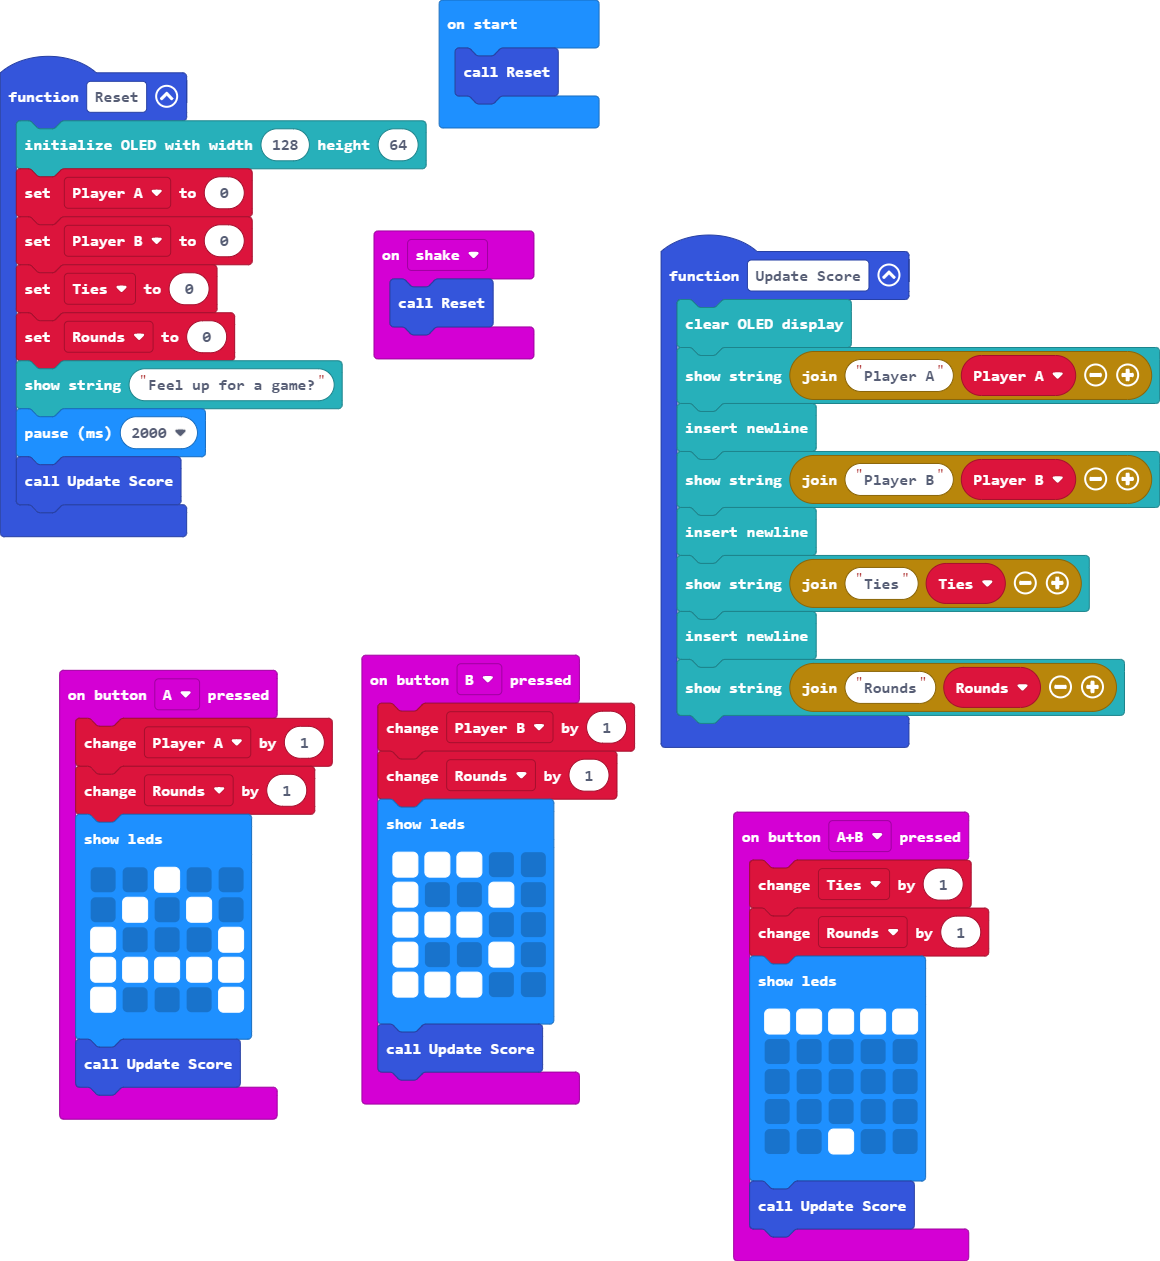 on start
call Reset
function Reset
initialize OLED with width 128 height 64
set Player A to 0
set Player B to 0
set Ties to 0
set Rounds to 0
show string "Feel up for a game?"
pause (ms) 2000
call Update Score
on shake
call Reset
function Update Score
clear OLED display
show string join "Player A" Player A
insert newline
show string join "Player B" Player B
insert newline
show string join "Ties" Ties
insert newline
show string join "Rounds" Rounds
on button A pressed
change Player A by 1
change Rounds by 1
show leds
call Update Score
on button B pressed
change Player B by 1
change Rounds by 1
show leds
call Update Score
on button A+B pressed
change Ties by 1
change Rounds by 1
show leds
call Update Score